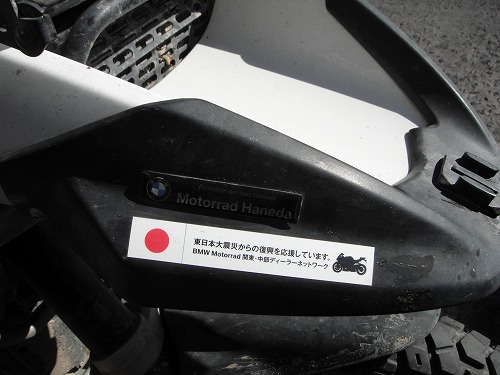 Motorrad Haneda
東日本大震災からの復興を応援しています。
BMW Motorrad 関東・中部ディーラーネットワーク